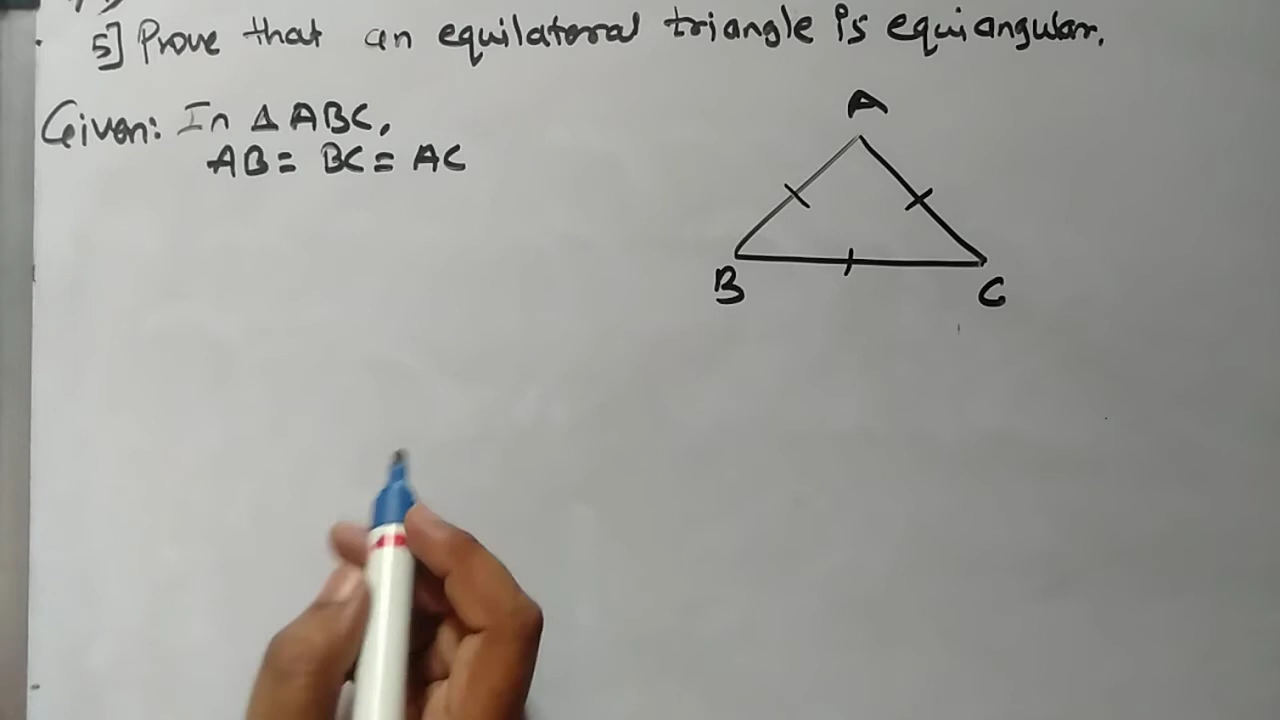 5] Prove that an equilateral triangle is equiangular.
Given: In Δ ABC,
AB = BC = AC
A
B
C